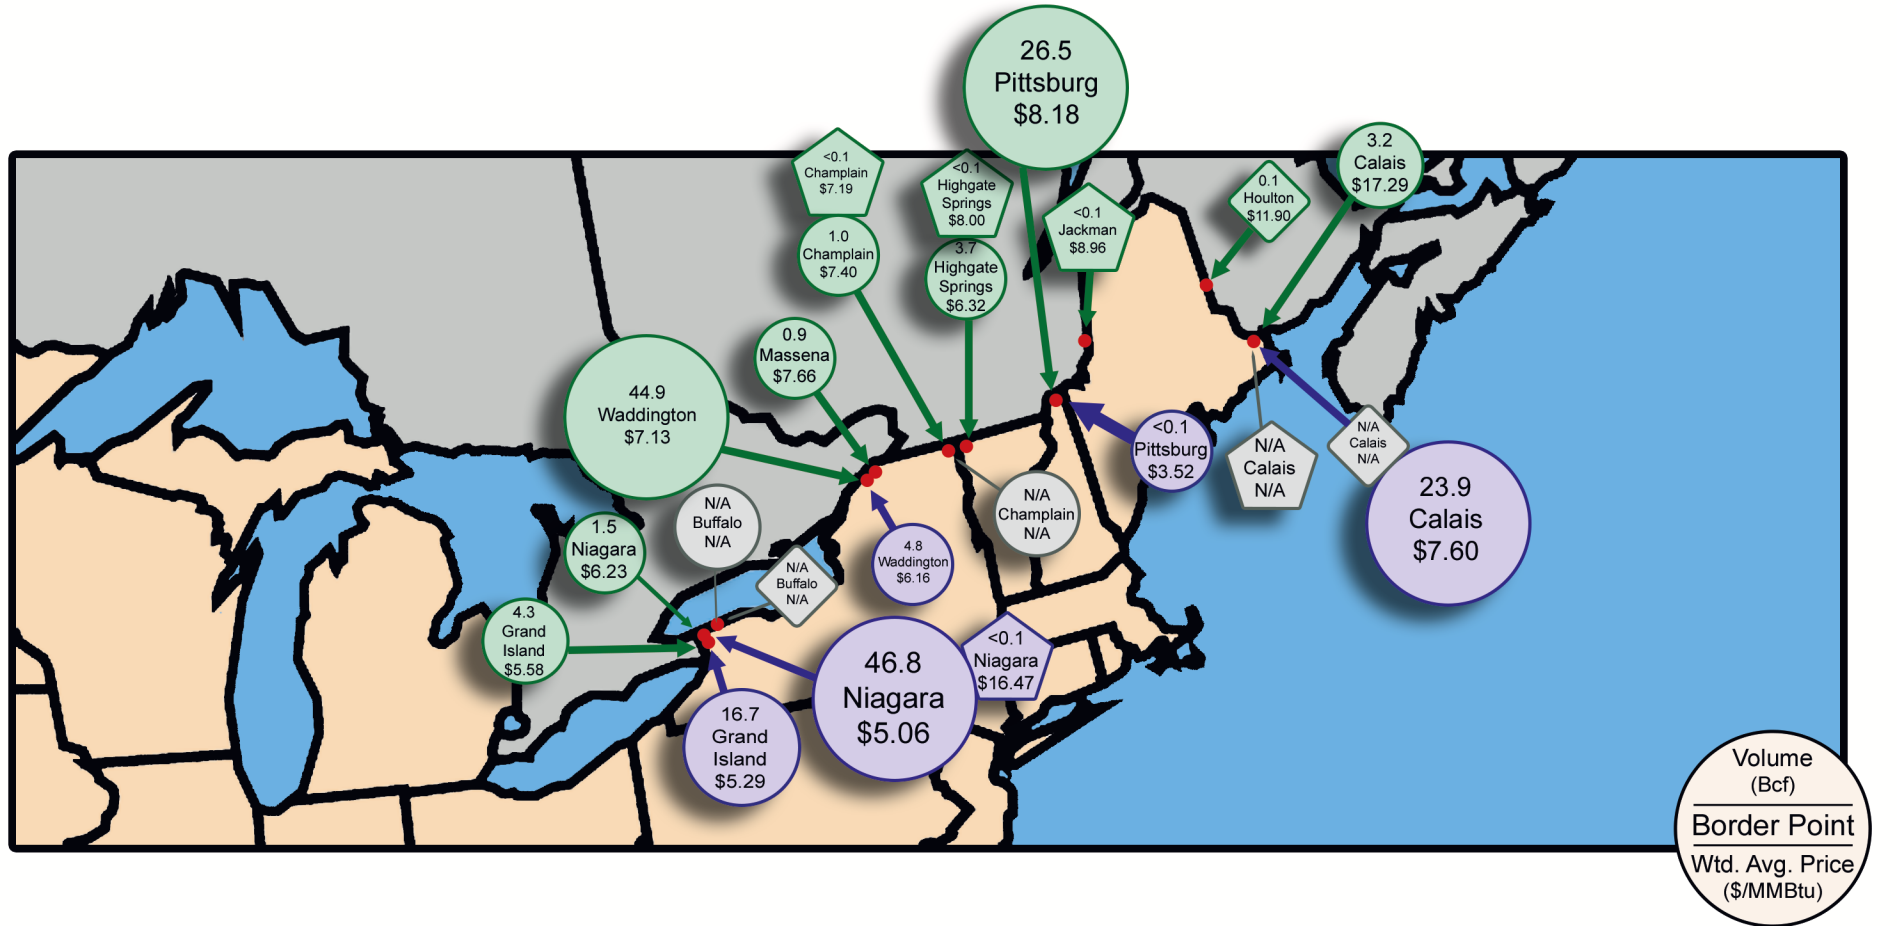 26.5
Pittsburg
$8.18
<0.1
Champlain
$7.19
1.0
Champlain
$7.40
<0.1
Highgate
Springs
$8.00
3.7
Highgate
Springs
$6.32
<0.1
Jackman
$8.96
0.1
Houlton
$11.90
3.2
Calais
$17.29
0.9
Massena
$7.66
44.9
Waddington
$7.13
1.5
Niagara
$6.23
N/A
Buffalo
N/A
N/A
Buffalo
N/A
4.3
Grand
Island
$5.58
4.8
Waddington
$6.16
N/A
Champlain
N/A
<0.1
Pittsburg
$3.52
N/A
Calais
N/A
N/A
Calais
N/A
23.9
Calais
$7.60
16.7
Grand
Island
$5.29
46.8
Niagara
$5.06
<0.1
Niagara
$16.47
Volume
(Bcf)
Border Point
Wtd. Avg. Price
($/MMBtu)